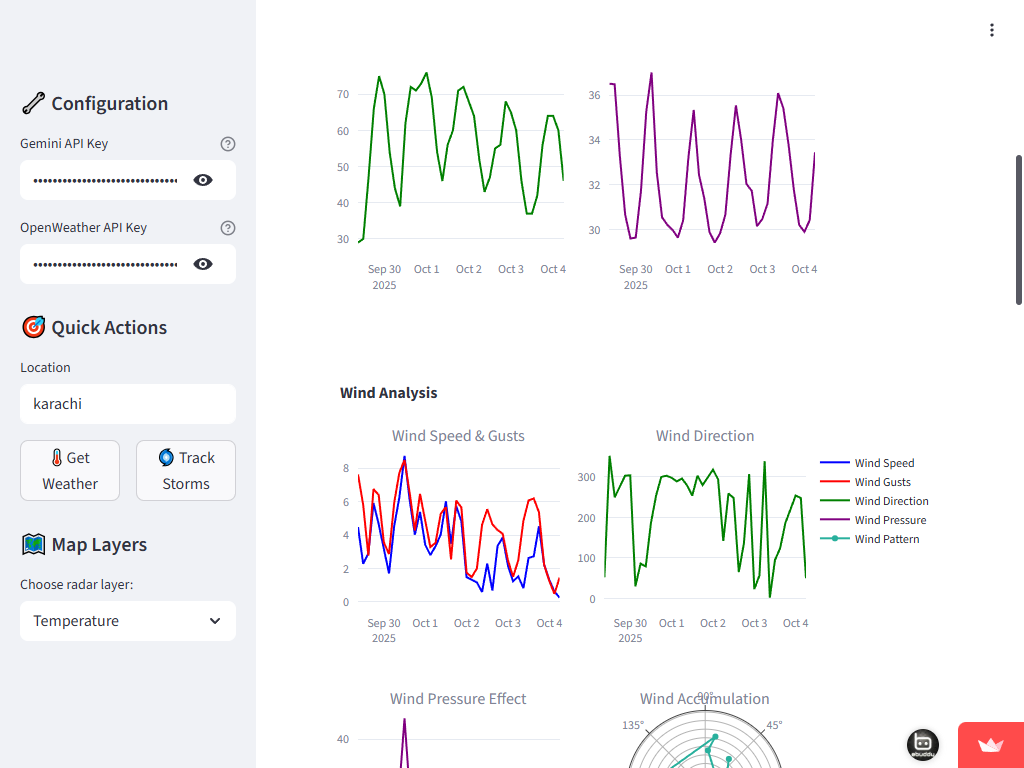 Configuration
Gemini API Key
OpenWeather API Key
Quick Actions
Location
karachi
Get
Weather
Track
Storms
Map Layers
Choose radar layer:
Temperature
70
60
50
40
30
Sep 30
2025
Oct 1
Oct 2
Oct 3
Oct 4
36
34
32
30
Sep 30
2025
Oct 1
Oct 2
Oct 3
Oct 4
Wind Analysis
Wind Speed & Gusts
8
6
4
2
0
Sep 30
2025
Oct 1
Oct 2
Oct 3
Oct 4
Wind Direction
300
200
100
0
Sep 30
2025
Oct 1
Oct 2
Oct 3
Oct 4
Wind Speed
Wind Gusts
Wind Direction
Wind Pressure
Wind Pattern
Wind Pressure Effect
40
Wind Accumulation
90°
135°
45°